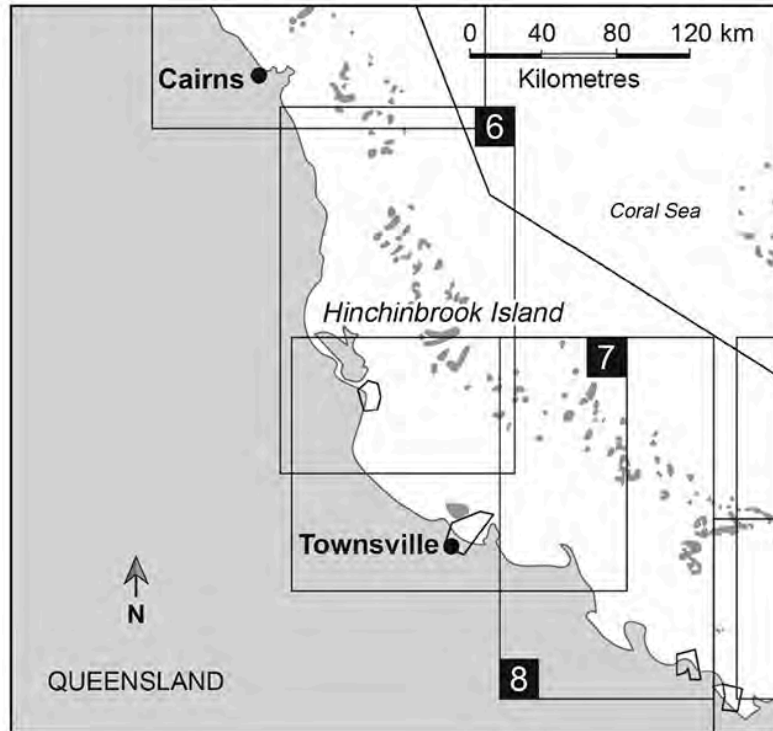 0 40 80 120 km
Kilometres
Cairns
6
Coral Sea
Hinchinbrook Island
7
Townsville
N
8
QUEENSLAND